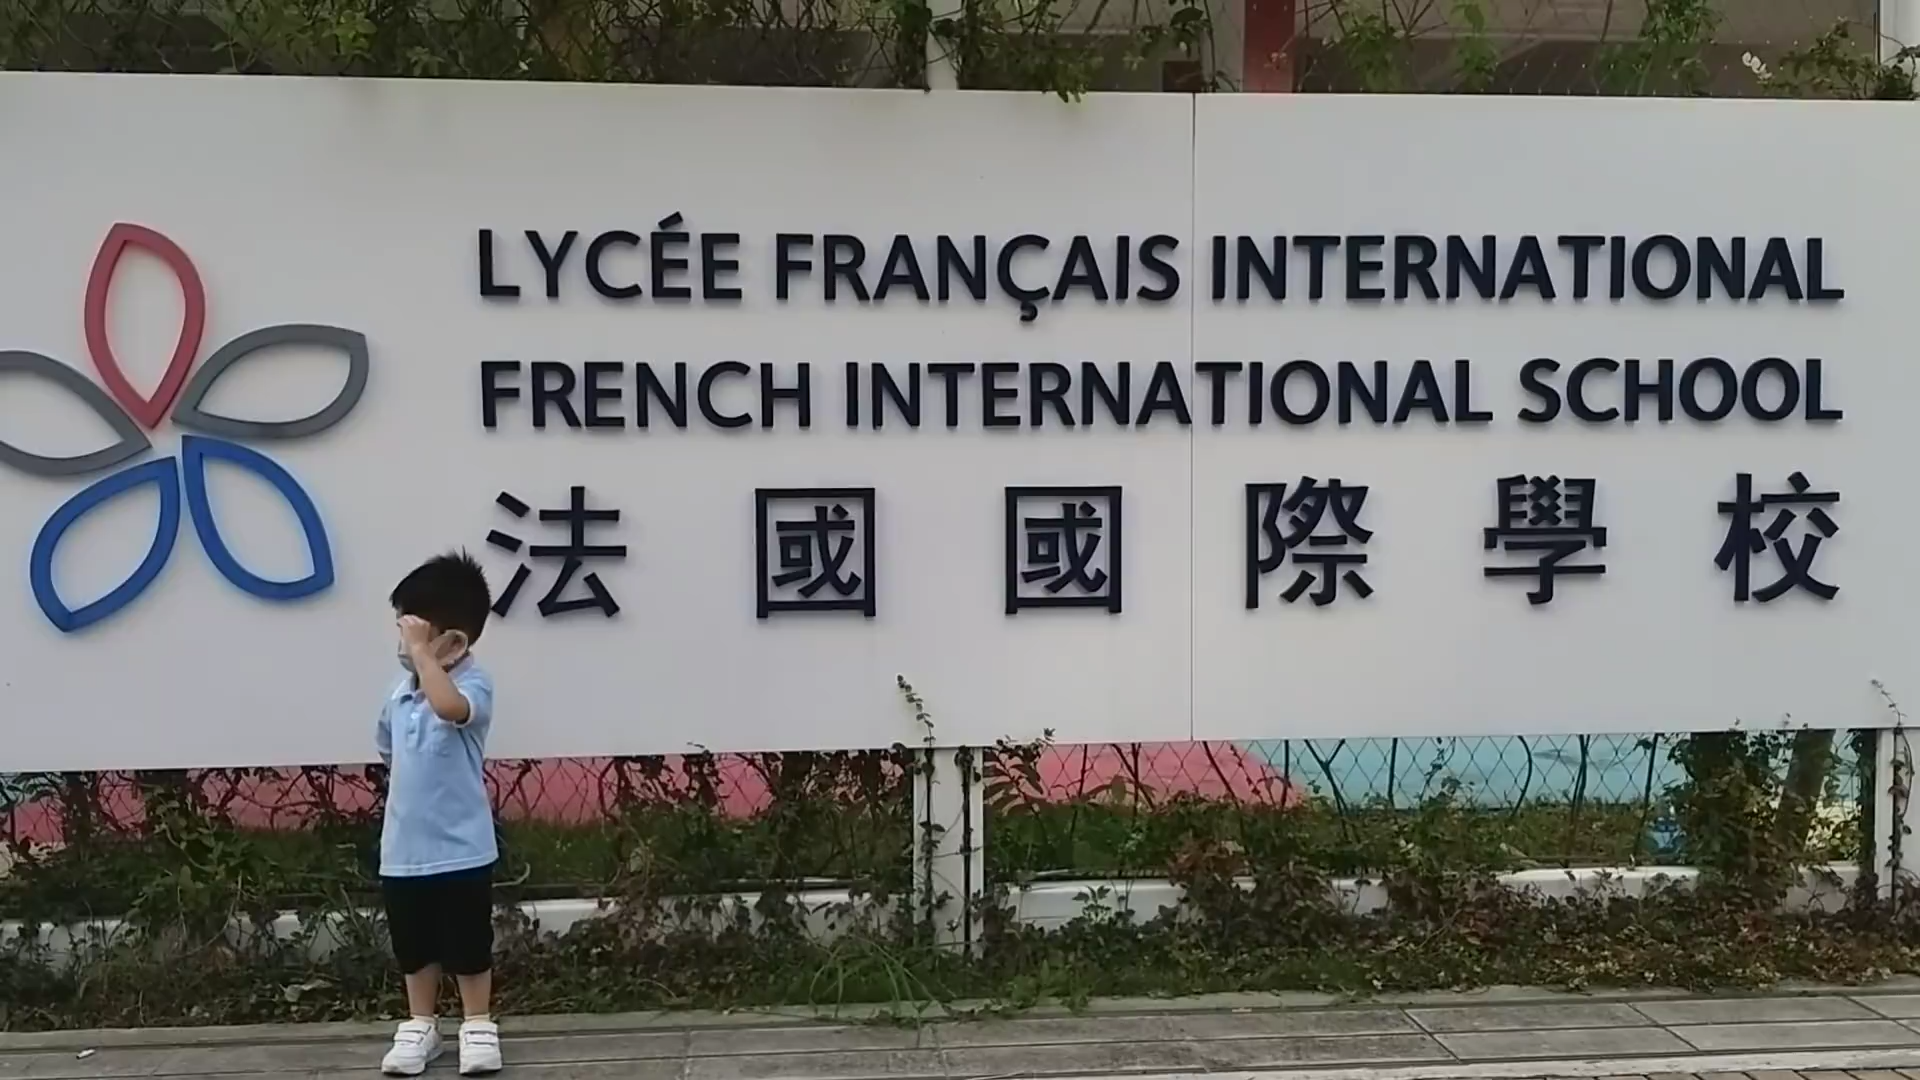 LYCÉE FRANÇAIS INTERNATIONAL
FRENCH INTERNATIONAL SCHOOL
法國國際學校